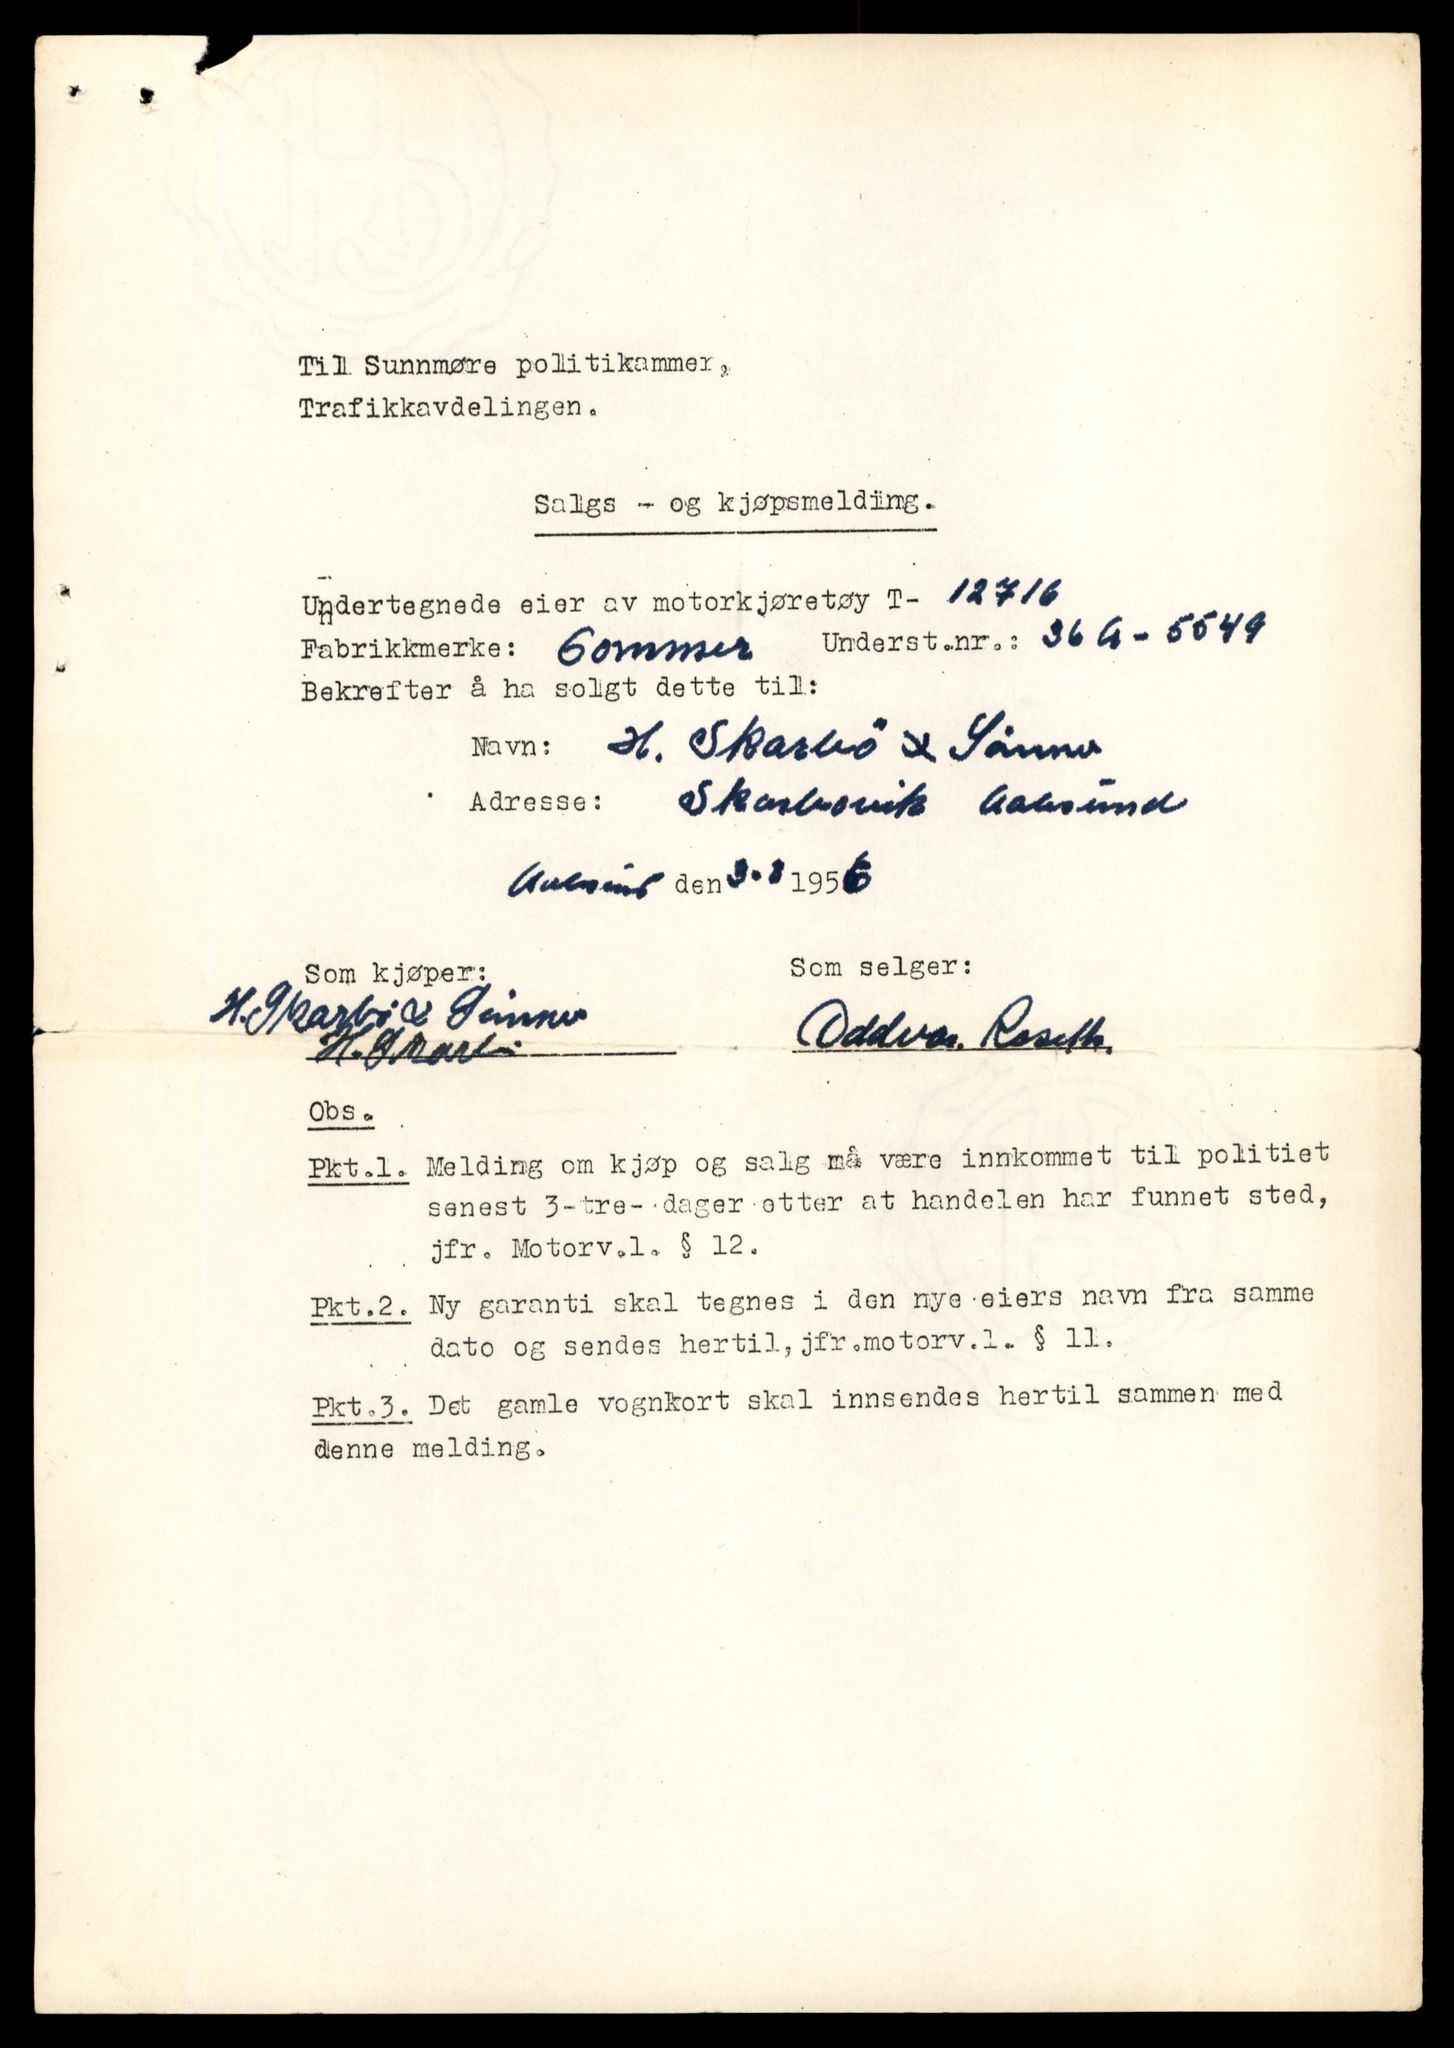 Til Sunnmøre politikammer,
Trafikkavdelingen.
Salgs - og kjøpsmelding.
Undertegnede eier av motorkjøretøy T- 12716
Fabrikkmerke: Commer Underst.nr.: 36 A - 5549
Bekrefter å ha solgt dette til:
Navn: H. Skarbö & Sönner
Adresse: Skarbövik Aalesund
Aalesund den 3.8 1956
Som kjøper: Som selger:
H. Skarbö & Sönner
H. Skarbö Oddvar Roseth.
Obs.
Pkt.1. Melding om kjøp og salg må være innkommet til politiet
senest 3-tre- dager etter at handelen har funnet sted,
jfr. Motorv.l. § 12.
Pkt.2. Ny garanti skal tegnes i den nye eiers navn fra samme
dato og sendes hertil, jfr.motorv.l. § 11.
Pkt.3. Det gamle vognkort skal innsendes hertil sammen med
denne melding.